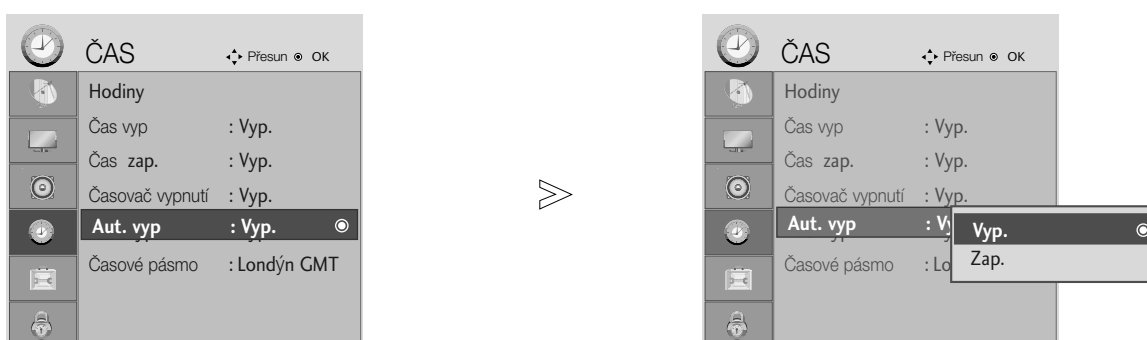 ČAS Přesun OK
Hodiny
Čas vyp : Vyp.
Čas zap. : Vyp.
Časovač vypnutí : Vyp.
Aut. vyp : Vyp.
Časové pásmo : Londýn GMT
>
ČAS Přesun OK
Hodiny
Čas vyp : Vyp.
Čas zap. : Vyp.
Časovač vypnutí : Vyp.
Aut. vyp : Vy
Časové pásmo : Lo
Vyp.
Zap.